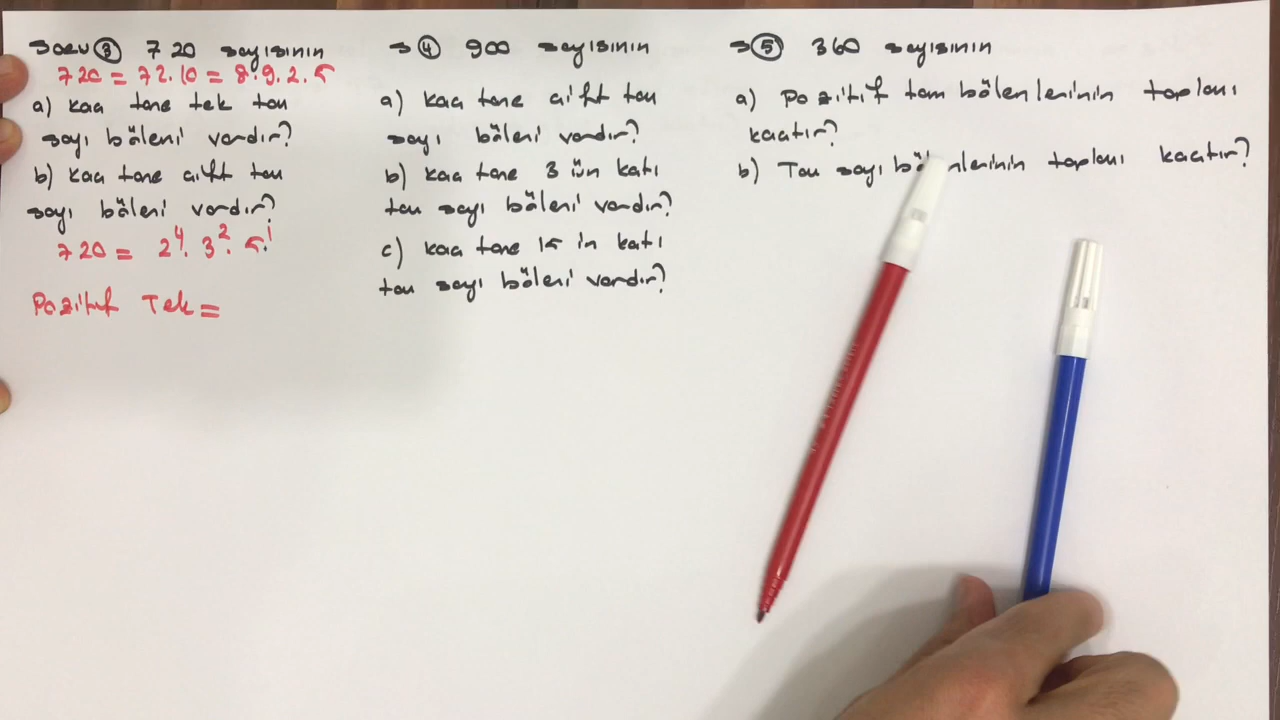 Soru ③ 720 sayısının
720 = 72.10 = 8.9.2.5
a) Kaç tane tek tam
sayı böleni vardır?
b) Kaç tane çift tam
sayı böleni vardır?
720 = 2⁴. 3². 5¹
Pozitif Tek =
S ④ 900 sayısının
a) Kaç tane çift tam
sayı böleni vardır?
b) Kaç tane 3 ün katı
tam sayı böleni vardır?
c) Kaç tane 15 in katı
tam sayı böleni vardır?
S ⑤ 360 sayısının
a) Pozitif tam bölenlerinin toplamı
kaçtır?
b) Tam sayı bölenlerinin toplamı kaçtır?